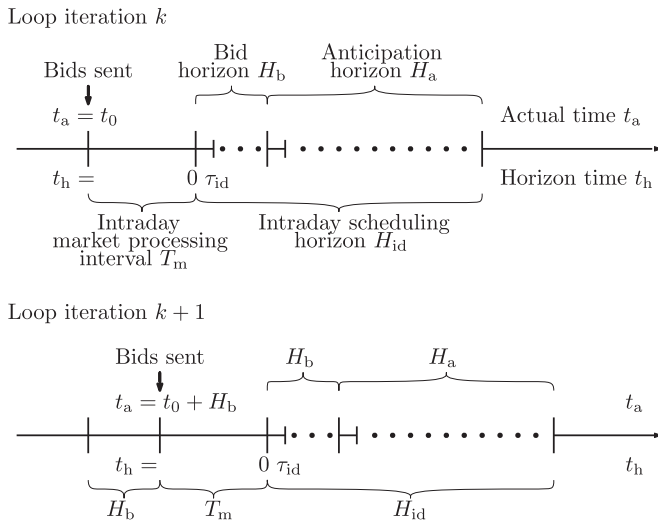 Loop iteration k
Bid
horizon H_b
Anticipation
horizon H_a
Bids sent
t_a = t_0
Actual time t_a
t_h =
0 τ_id
Horizon time t_h
Intraday
market processing
interval T_m
Intraday scheduling
horizon H_id
Loop iteration k + 1
Bids sent
H_b
H_a
t_a = t_0 + H_b
t_a
t_h =
0 τ_id
t_h
H_b
T_m
H_id